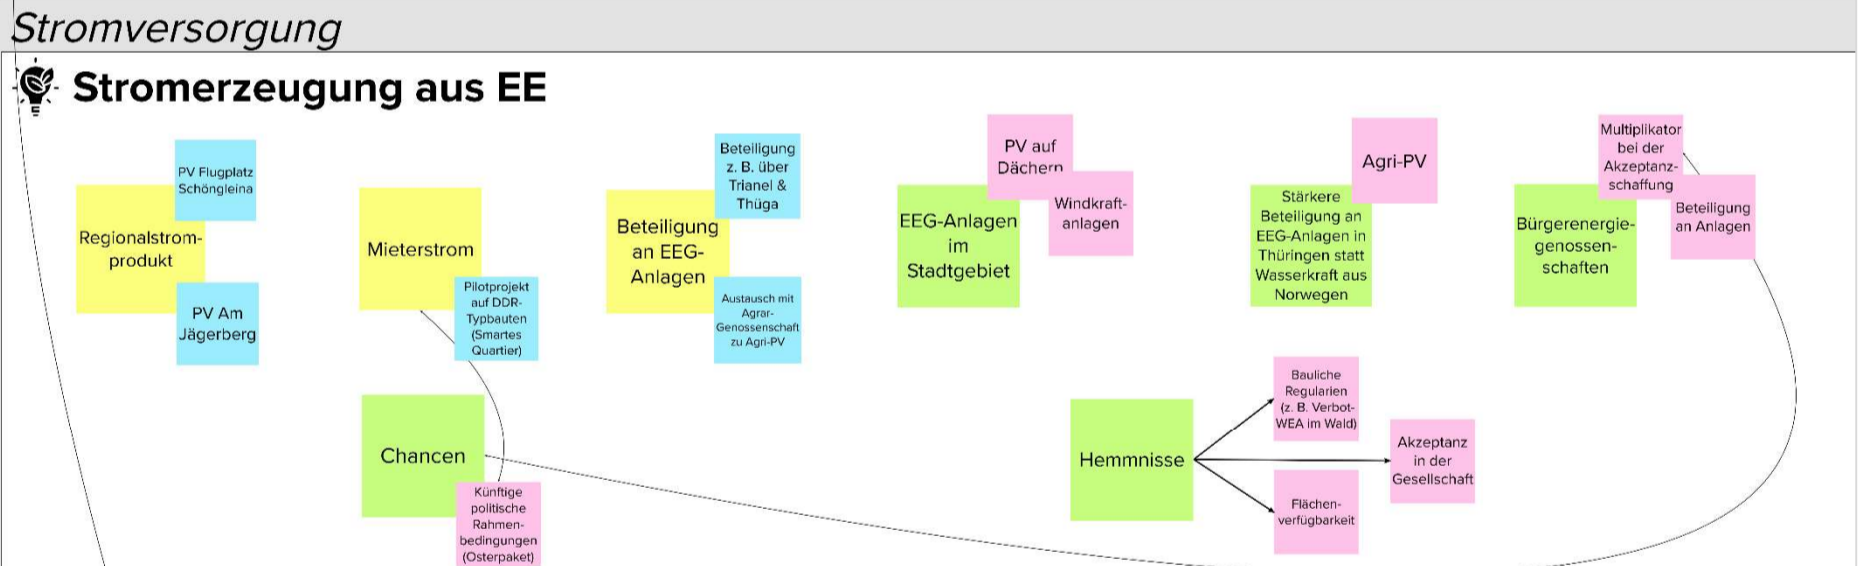 Stromversorgung
Stromerzeugung aus EE
PV Flugplatz
Schöngleina
Regionalstrom-
produkt
PV Am
Jägerberg
Mieterstrom
Pilotprojekt
auf DDR-
Typbauten
(Smartes
Quartier)
Beteiligung
z. B. über
Trianel &
Thüga
Beteiligung
an EEG-
Anlagen
Austausch mit
Agrar-
Genossenschaft
zu Agri-PV
PV auf
Dächern
Windkraft-
anlagen
EEG-Anlagen
im
Stadtgebiet
Agri-PV
Stärkere
Beteiligung an
EEG-Anlagen in
Thüringen statt
Wasserkraft aus
Norwegen
Multiplikator
bei der
Akzeptanz-
schaffung
Beteiligung
an Anlagen
Bürgerenergie-
genossen-
schaften
Chancen
Künftige
politische
Rahmen-
bedingungen
(Osterpaket)
Hemmnisse
Bauliche
Regularien
(z. B. Verbot-
WEA im Wald)
Akzeptanz
in der
Gesellschaft
Flächen-
verfügbarkeit